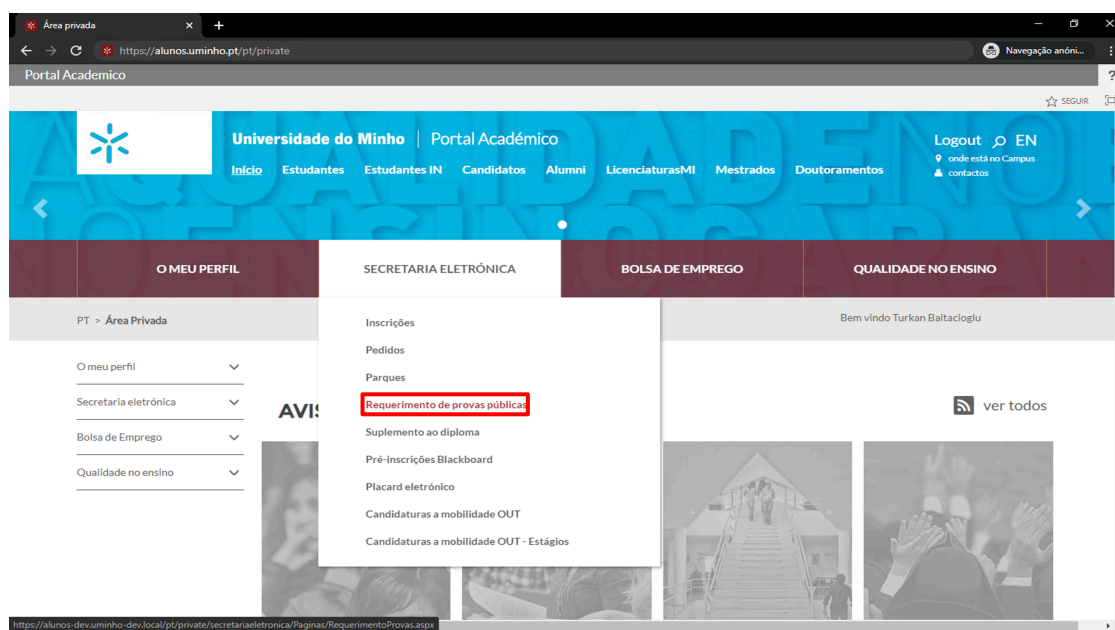 Área privada
https://alunos.uminho.pt/pt/private
Navegação anóni...
Portal Academico
?
SEGUIR
Universidade do Minho | Portal Académico
Logout EN
Início Estudantes Estudantes IN Candidatos Alumni LicenciaturasMI Mestrados Doutoramentos
onde está no Campus
contactos
O MEU PERFIL SECRETARIA ELETRÓNICA BOLSA DE EMPREGO QUALIDADE NO ENSINO
PT > Área Privada
Bem vindo Turkan Baltacioglu
Inscrições
Pedidos
Parques
Requerimento de provas públicas
Suplemento ao diploma
Pré-inscrições Blackboard
Placard eletrónico
Candidaturas a mobilidade OUT
Candidaturas a mobilidade OUT - Estágios
O meu perfil
Secretaria eletrónica
Bolsa de Emprego
Qualidade no ensino
ver todos
https://alunos-dev.uminho-dev.local/pt/private/secretariaeletronica/Paginas/RequerimentoProvas.aspx